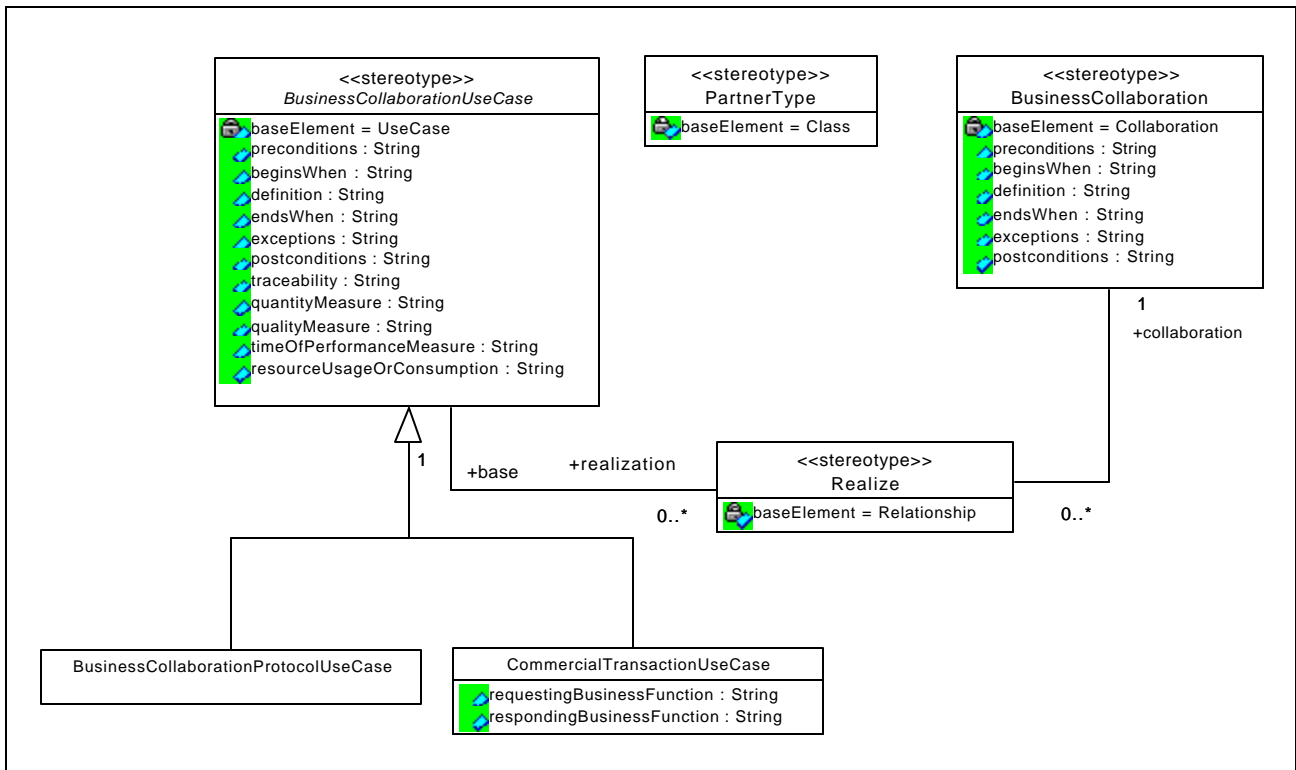 <<stereotype>>
BusinessCollaborationUseCase
baseElement = UseCase
preconditions : String
beginsWhen : String
definition : String
endsWhen : String
exceptions : String
postconditions : String
traceability : String
quantityMeasure : String
qualityMeasure : String
timeOfPerformanceMeasure : String
resourceUsageOrConsumption : String
<<stereotype>>
PartnerType
baseElement = Class
<<stereotype>>
BusinessCollaboration
baseElement = Collaboration
preconditions : String
beginsWhen : String
definition : String
endsWhen : String
exceptions : String
postconditions : String
1
+collaboration
1
+base
+realization
0..*
<<stereotype>>
Realize
baseElement = Relationship
0..*
BusinessCollaborationProtocolUseCase
CommercialTransactionUseCase
requestingBusinessFunction : String
respondingBusinessFunction : String